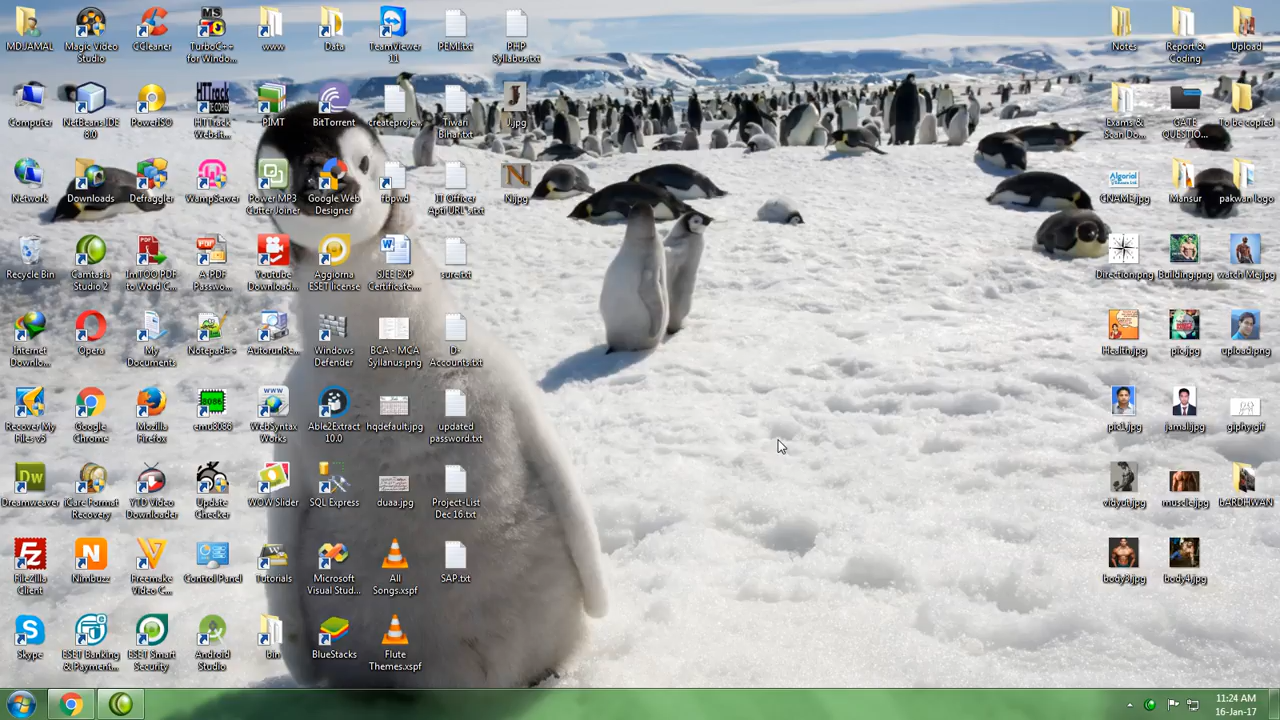 MDJAMAL
Magic Video
Studio
CCleaner
TurboC++
for Windo...
www
Data
TeamViewer
11
PEMI.txt
PHP
Syllabus.txt
Notes
Report &
Coding
Upload
Computer
NetBeans IDE
8.0
PowerISO
HTTrack
Websit...
PIMT
BitTorrent
createproje...
Tiwari
Bihari.txt
J.jpg
Exams &
Scan Do...
GATE
QUESTIO...
To be copied
Network
Downloads
Defraggler
WampServer
Power MP3
Cutter Joiner
Google Web
Designer
fbpwd
IT Officer
Apti URL's.txt
N.jpg
CNAME.jpg
Mansur
pakwan logo
Recycle Bin
Camtasia
Studio 2
ImTOO PDF
to Word C...
A-PDF
Passwo...
Youtube
Download...
Aggiorna
ESET license
SJEE EXP
Certificate...
sure.txt
Direction.png
Building.png
watch Me.jpg
Internet
Downlo...
Opera
My
Documents
Notepad++
AutorunRe...
Windows
Defender
BCA - MCA
Syllanus.png
D-
Accounts.txt
Health.jpg
pic.jpg
upload.png
Recover My
Files v5
Google
Chrome
Mozilla
Firefox
8086
emu8086
WWW
WebSyntax
Works
Able2Extract
10.0
hqdefault.jpg
updated
password.txt
pic1.jpg
jamal.jpg
giphy.gif
Dw
Dreamweaver
iCare Format
Recovery
YTD Video
Downloader
Update
Checker
WOW Slider
SQL Express
duaa.jpg
Project-List
Dec 16.txt
vidyut.jpg
muscle.jpg
bARDHWAN
FileZilla
Client
Nimbuzz
Freemake
Video C...
Control Panel
Tutorials
Microsoft
Visual Stud...
All
Songs.xspf
SAP.txt
body3.jpg
body4.jpg
Skype
ESET Banking
& Payment...
ESET Smart
Security
Android
Studio
bin
BlueStacks
Flute
Themes.xspf
11:24 AM
16-Jan-17